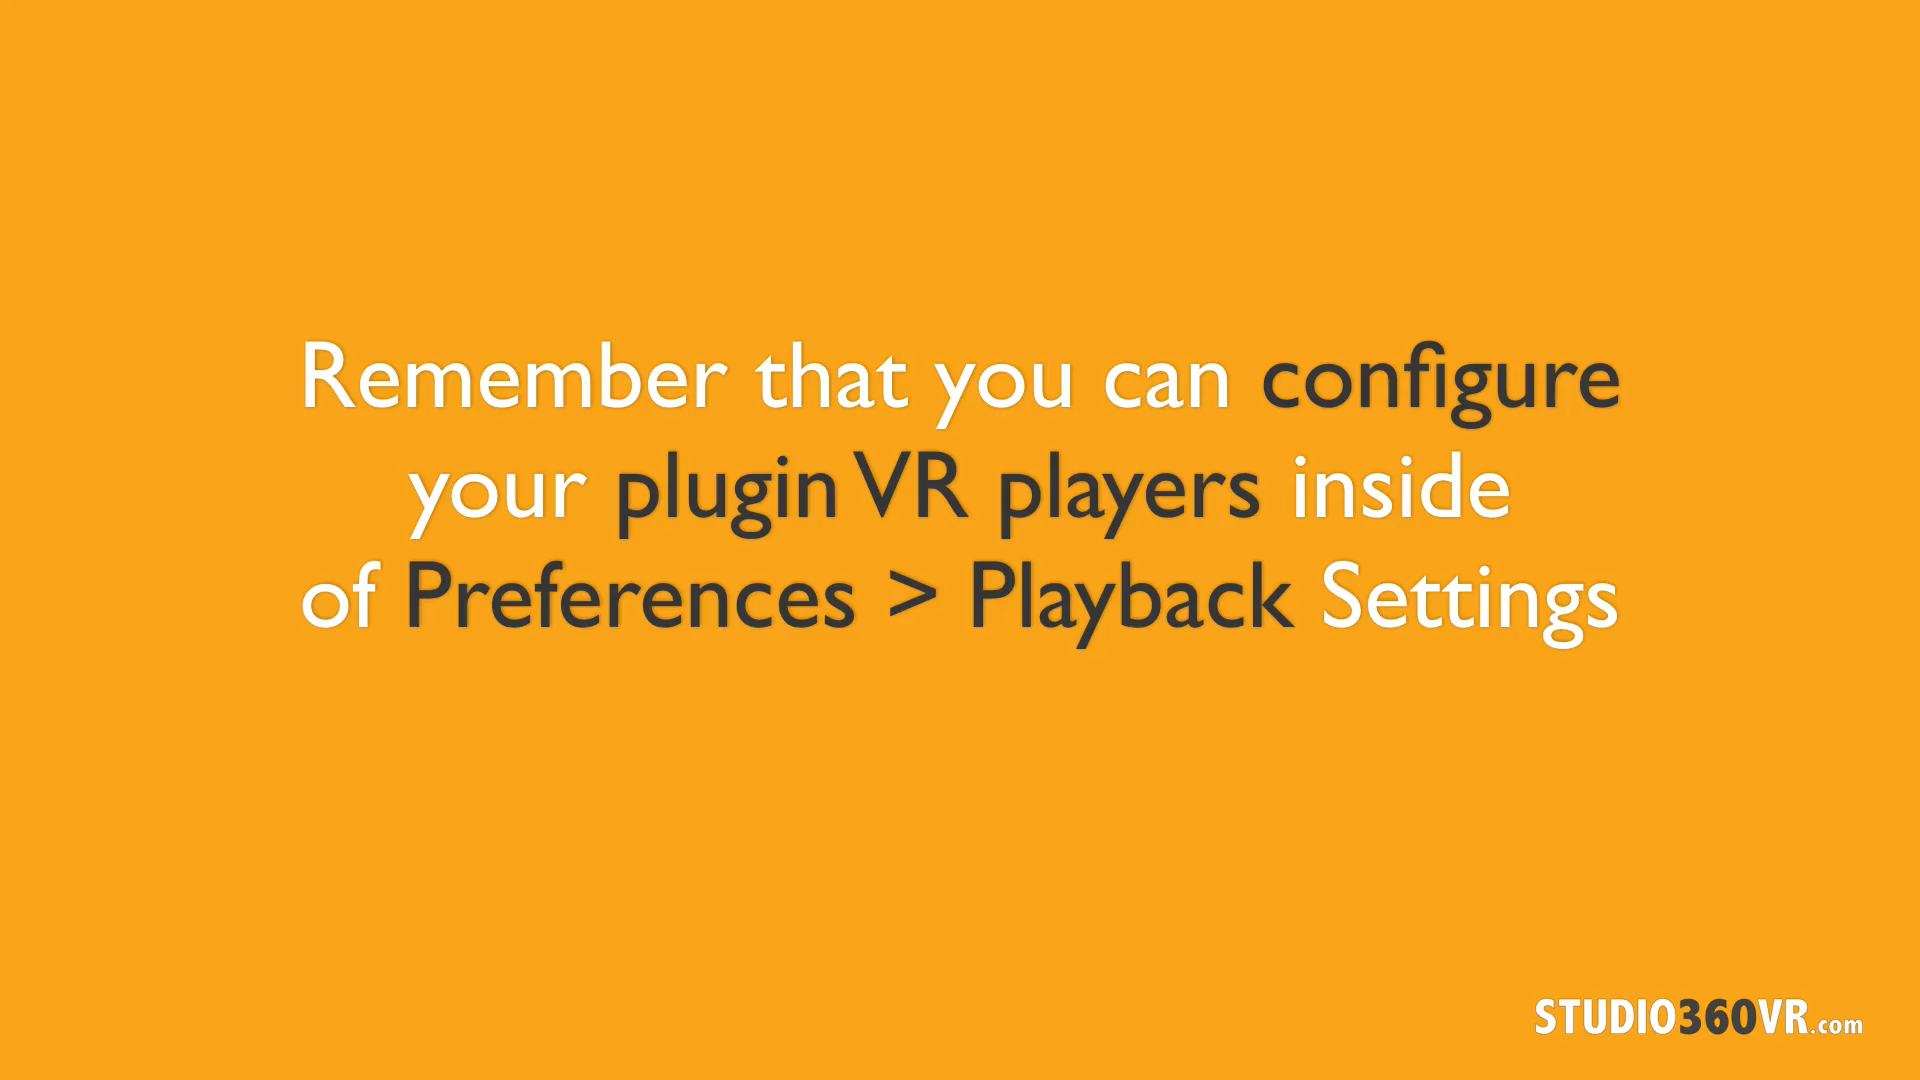 Remember that you can configure
your plugin VR players inside
of Preferences > Playback Settings
STUDIO360VR.com